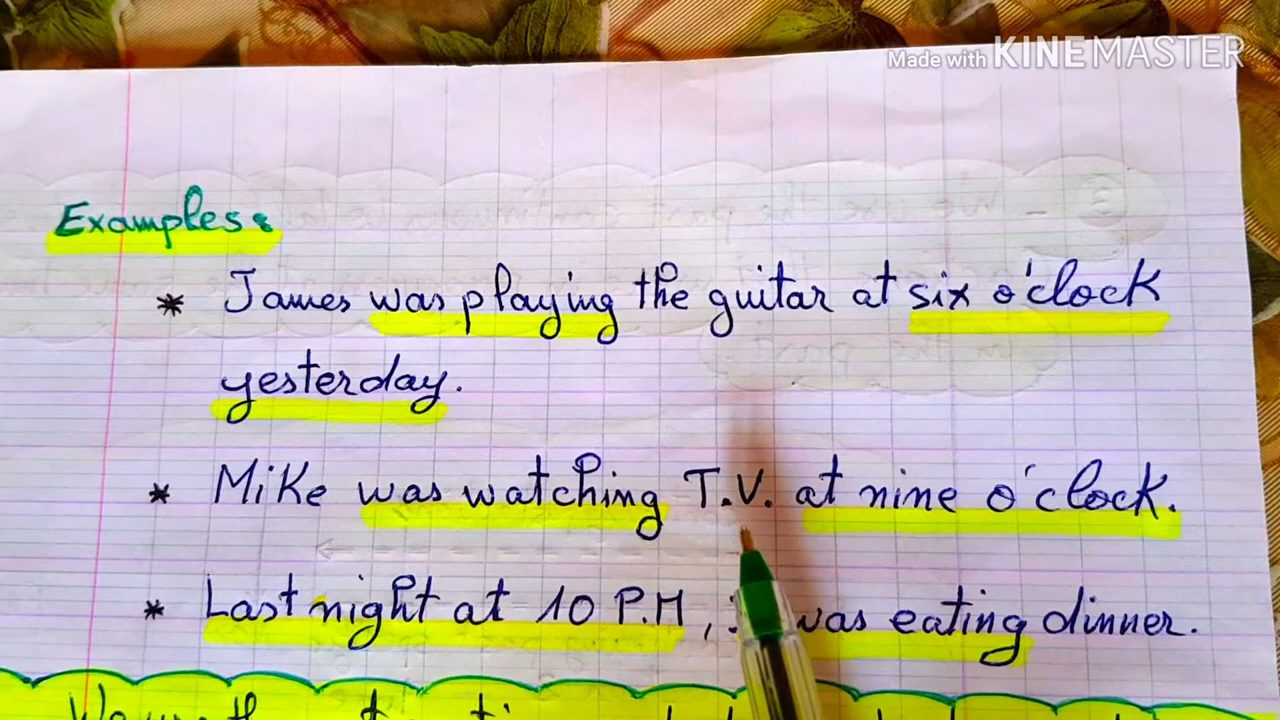 Made with KINEMASTER
Examples:
* James was playing the guitar at six o'clock
yesterday.
* Mike was watching T.V. at nine o'clock.
* Last night at 10 P.M, was eating dinner.